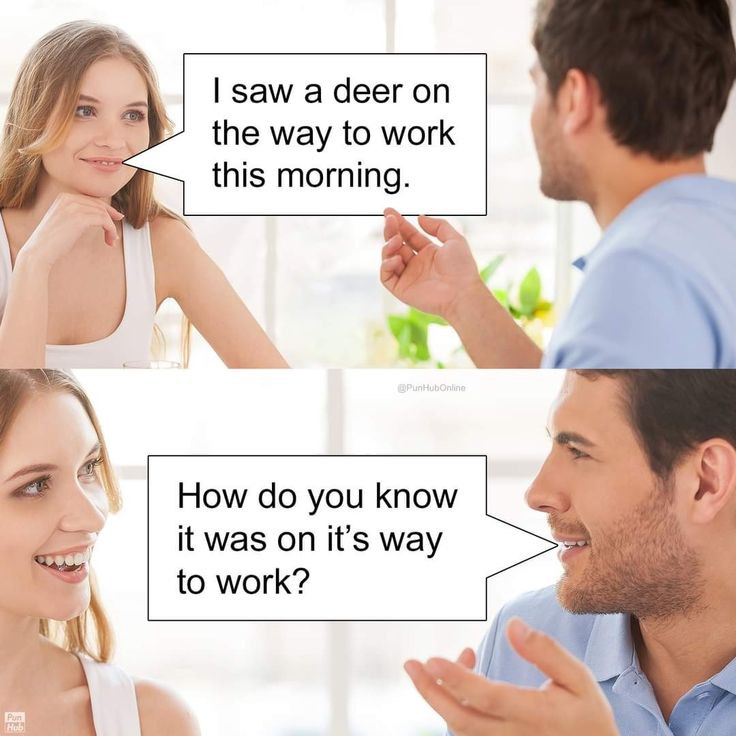 I saw a deer on
the way to work
this morning.
@PunHubOnline
How do you know
it was on it's way
to work?
Pun
Hub